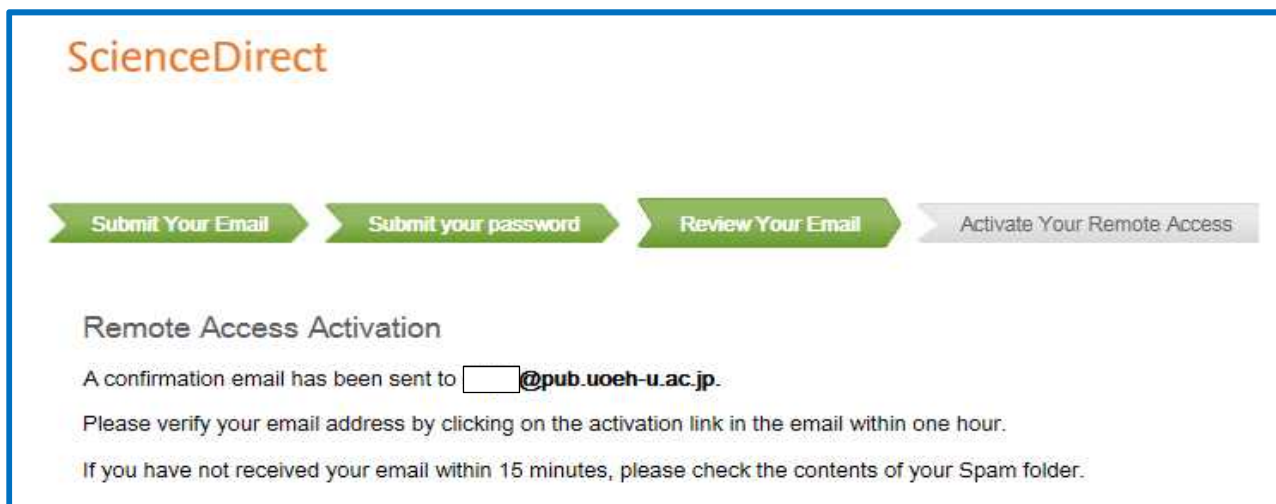 ScienceDirect
Submit Your Email Submit your password Review Your Email Activate Your Remote Access
Remote Access Activation
A confirmation email has been sent to @pub.uoeh-u.ac.jp.
Please verify your email address by clicking on the activation link in the email within one hour.
If you have not received your email within 15 minutes, please check the contents of your Spam folder.